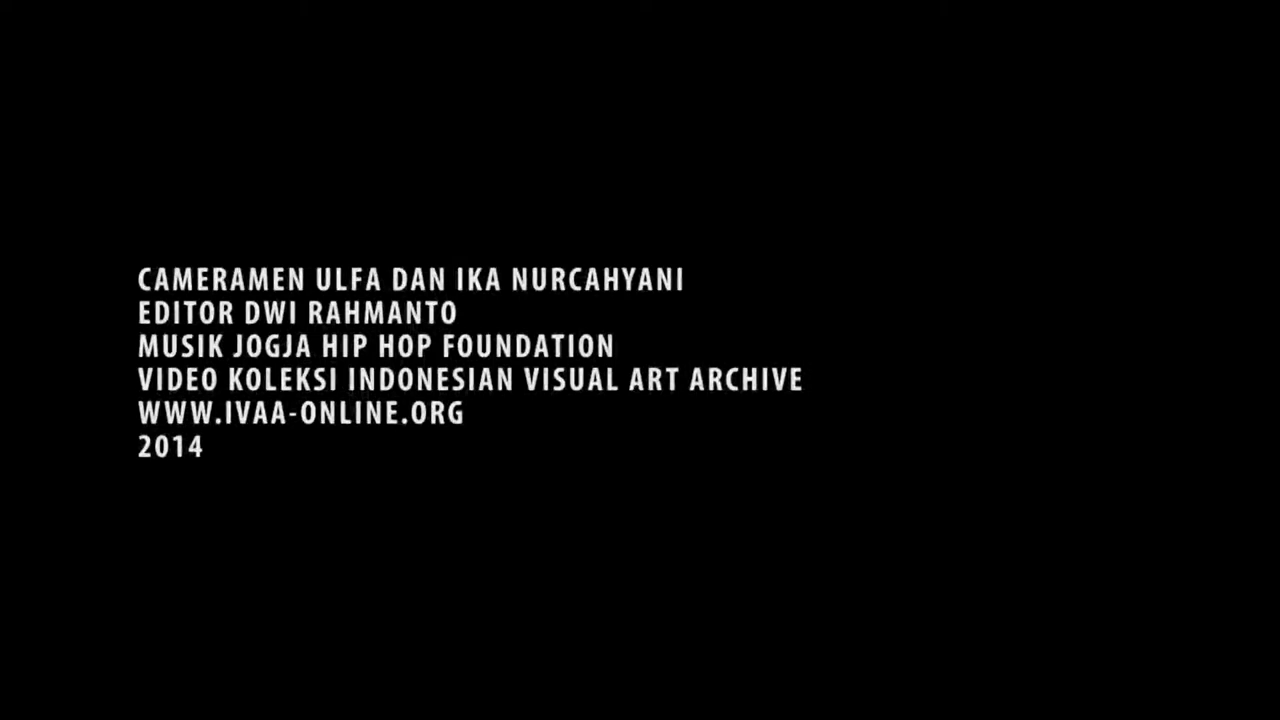 CAMERAMEN ULFA DAN IKA NURCAHYANI
EDITOR DWI RAHMANTO
MUSIK JOGJA HIP HOP FOUNDATION
VIDEO KOLEKSI INDONESIAN VISUAL ART ARCHIVE
WWW.IVAA-ONLINE.ORG
2014